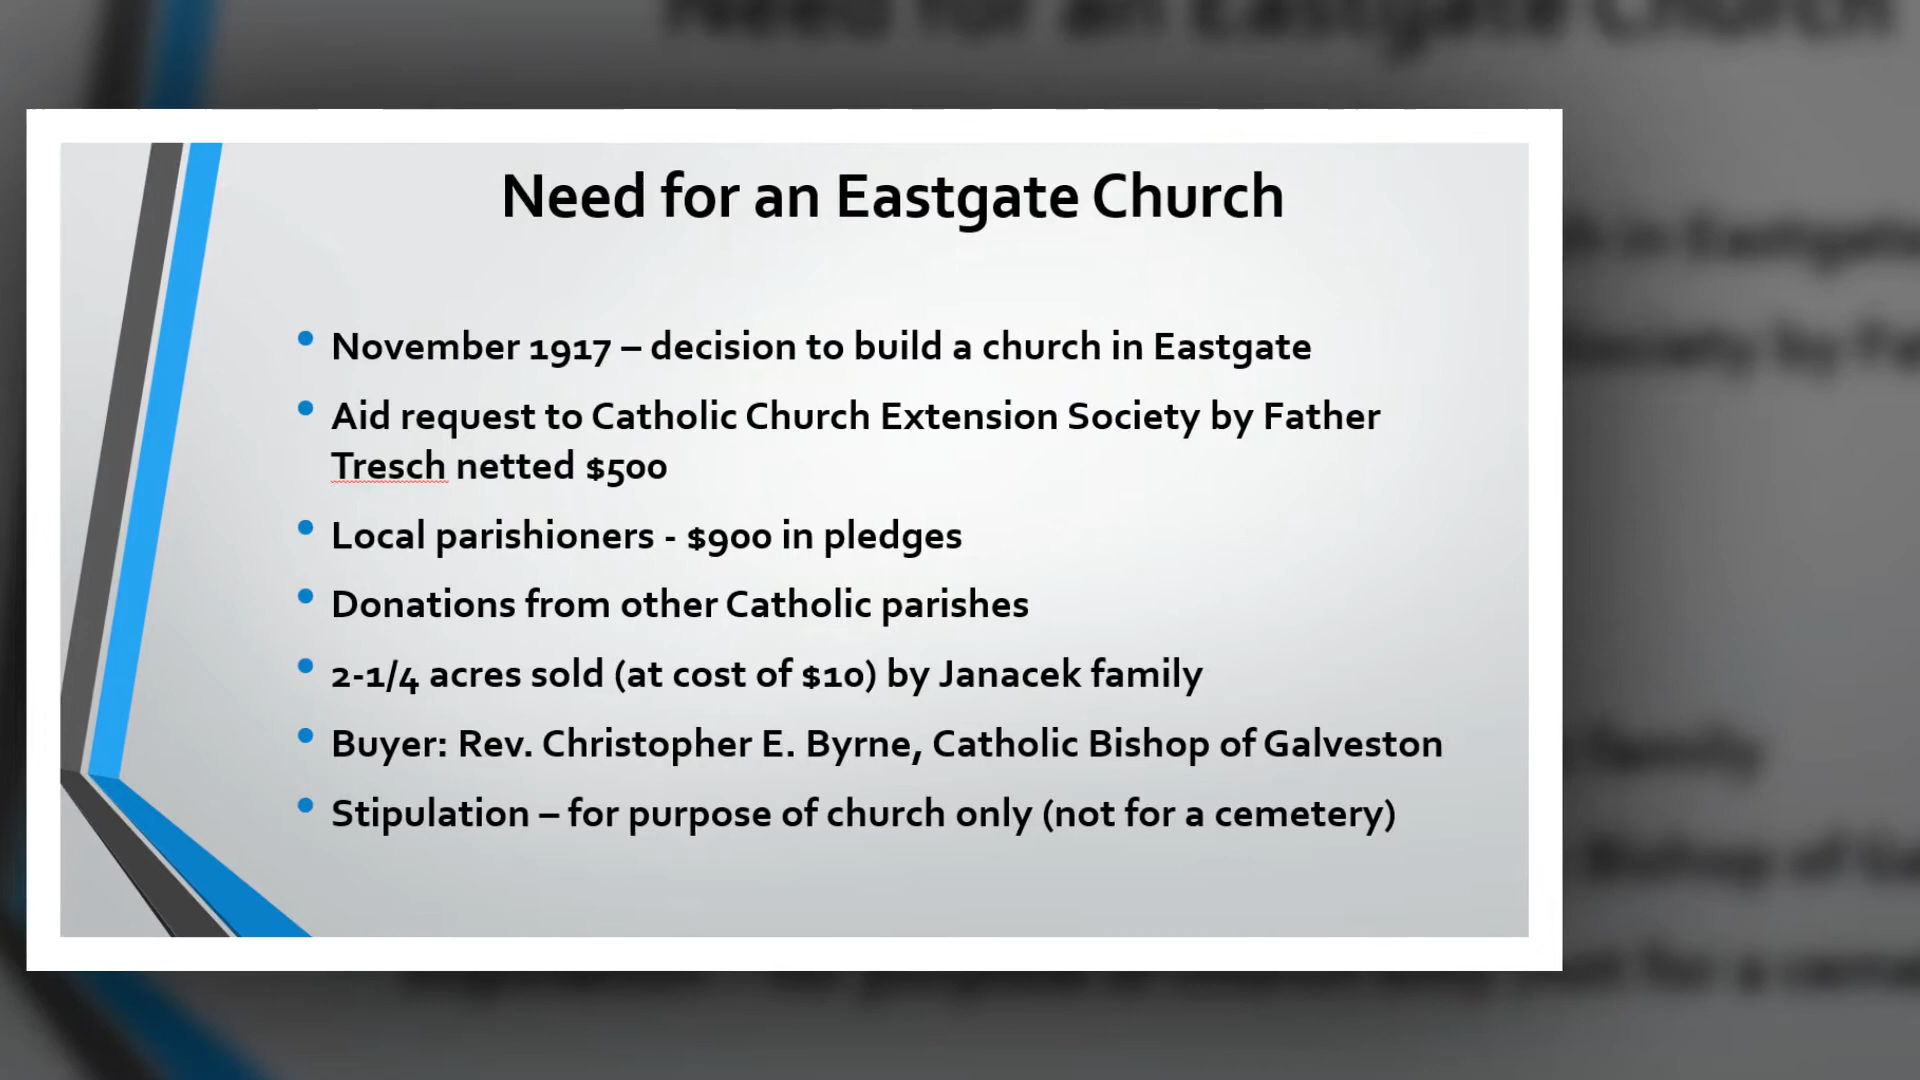 Need for an Eastgate Church
• November 1917 – decision to build a church in Eastgate
• Aid request to Catholic Church Extension Society by Father
Tresch netted $500
• Local parishioners - $900 in pledges
• Donations from other Catholic parishes
• 2-1/4 acres sold (at cost of $10) by Janacek family
• Buyer: Rev. Christopher E. Byrne, Catholic Bishop of Galveston
• Stipulation – for purpose of church only (not for a cemetery)